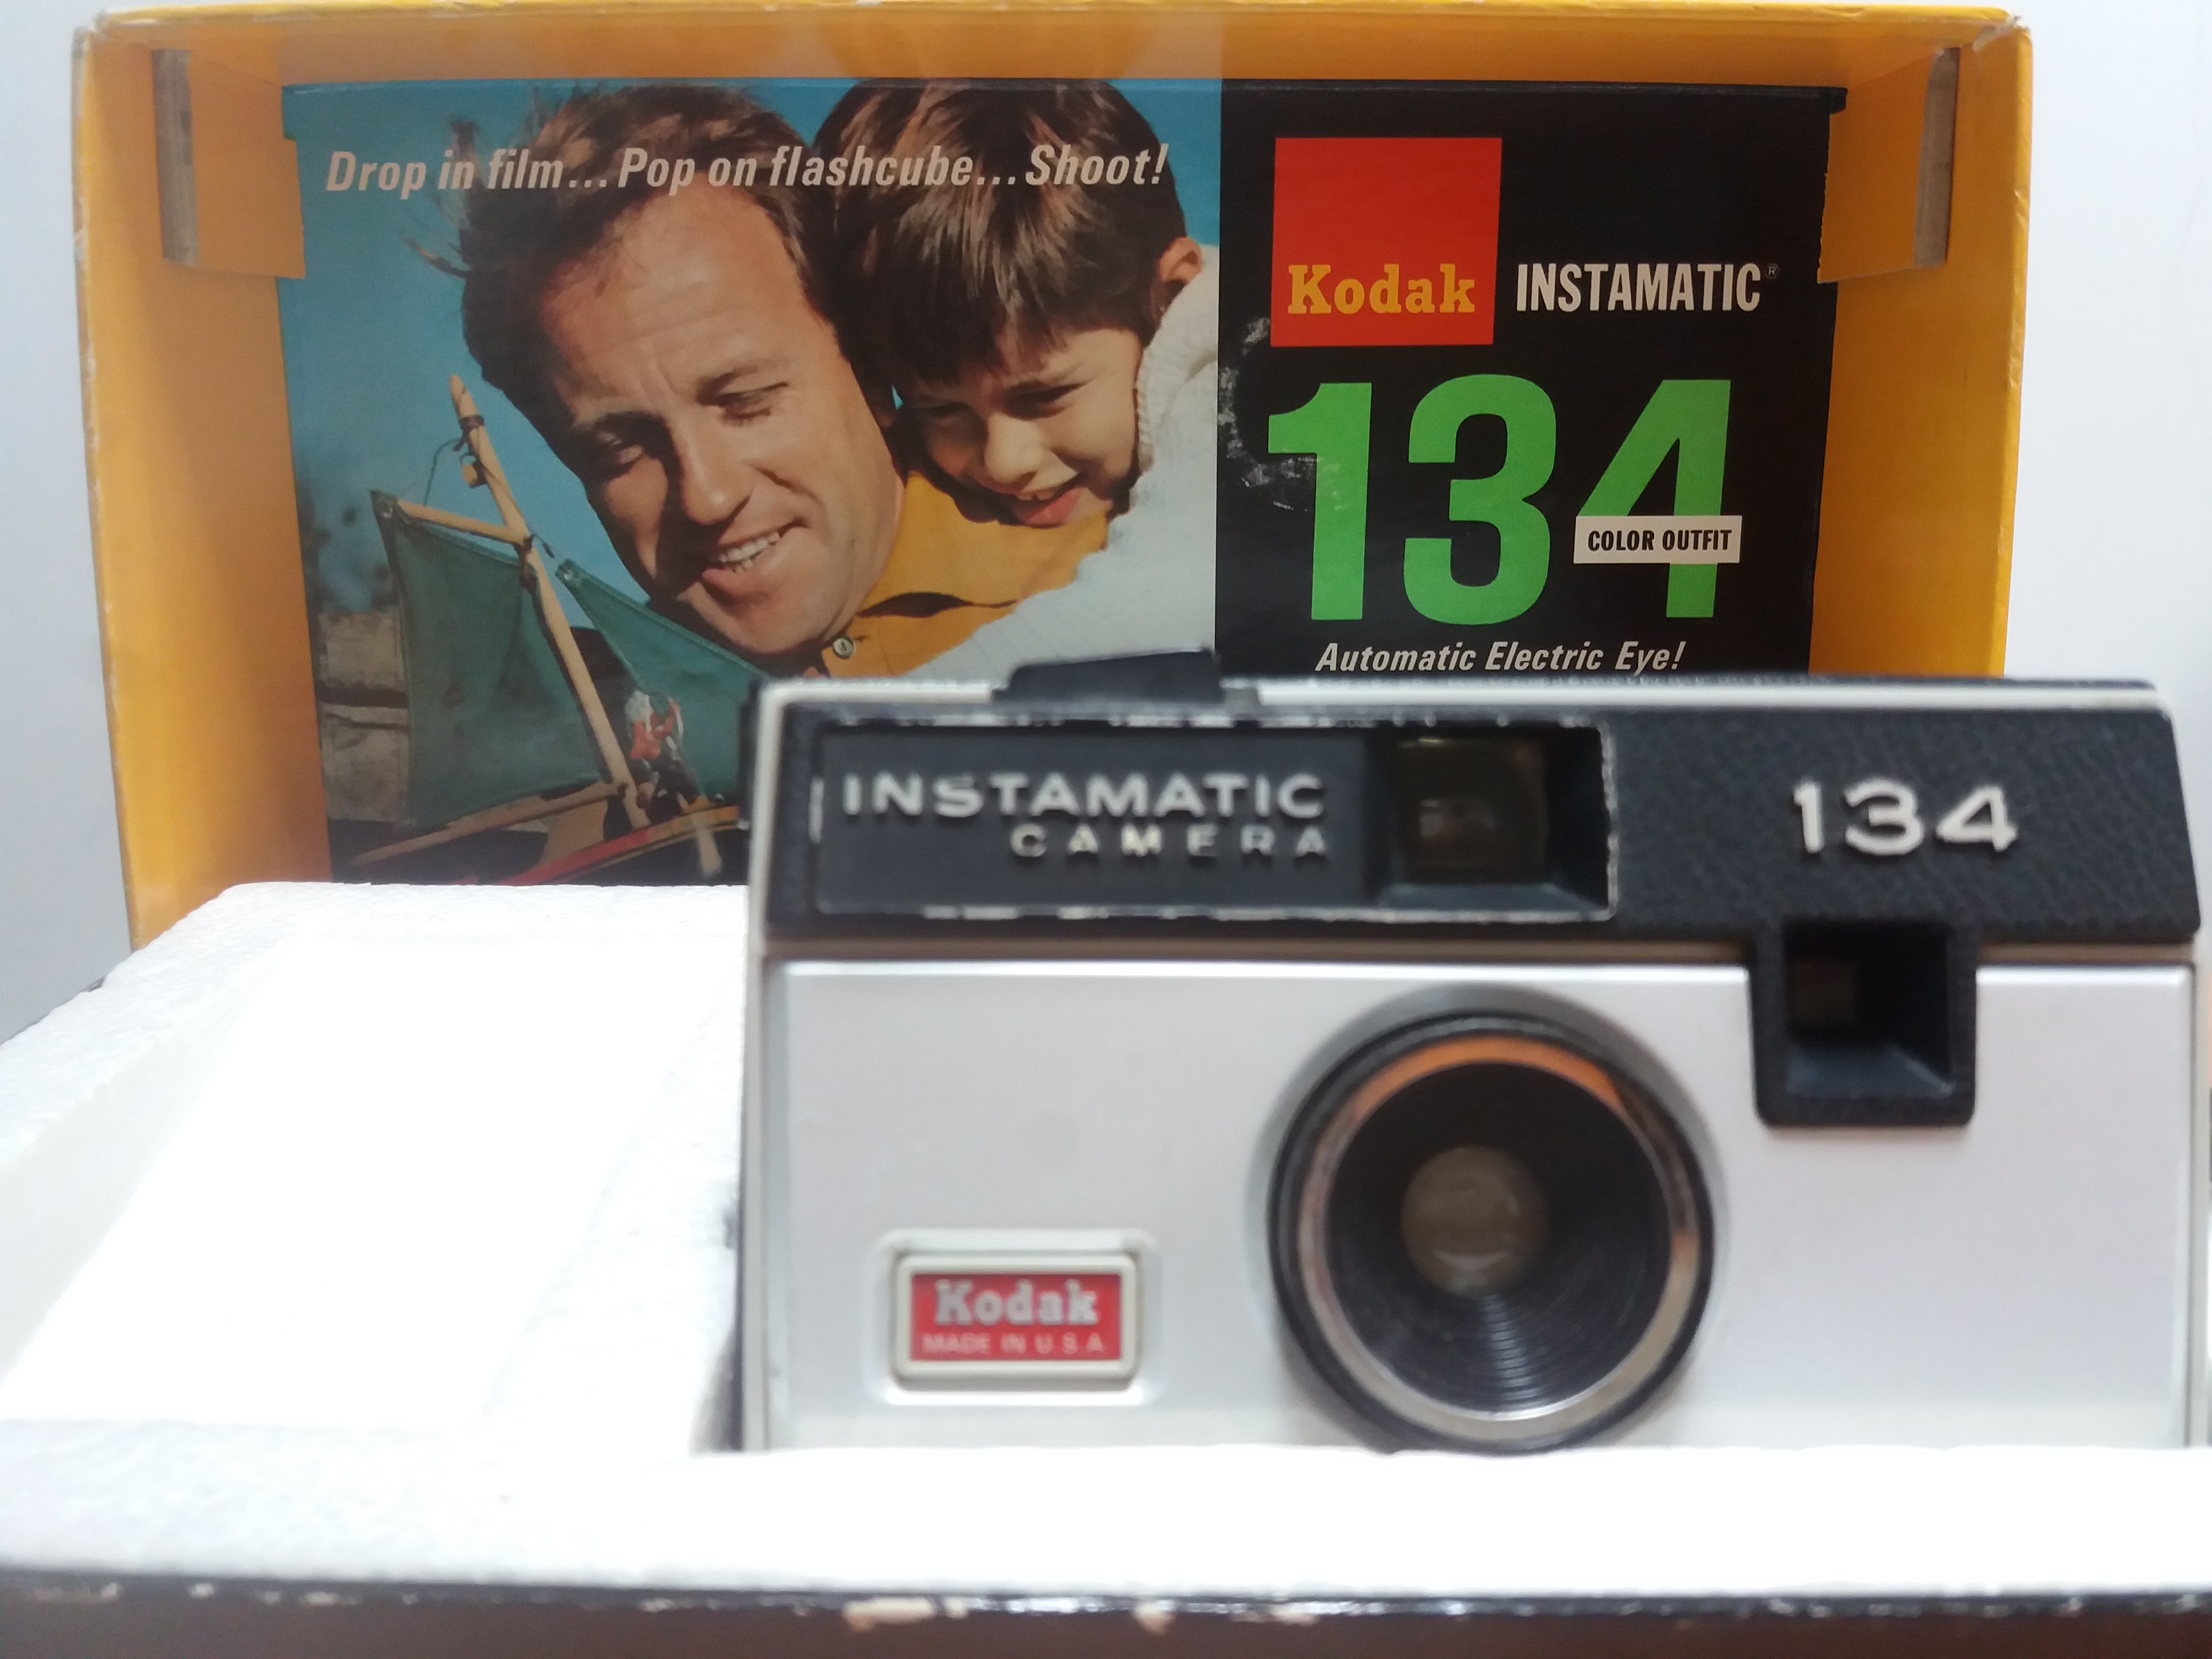 Drop in film... Pop on flashcube... Shoot!
Kodak INSTAMATIC®
134
COLOR OUTFIT
Automatic Electric Eye!
INSTAMATIC
CAMERA
134
Kodak
MADE IN U.S.A.